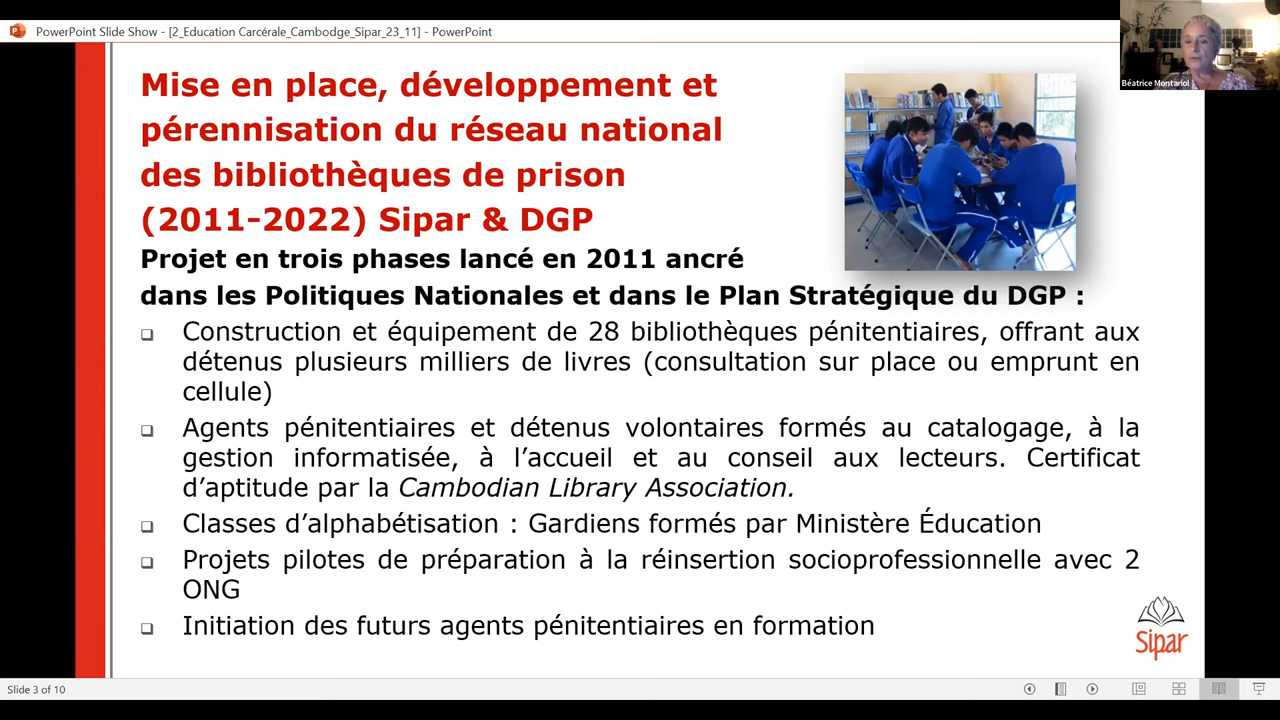 PowerPoint Slide Show - [2_Education Carcérale_Cambodge_Sipar_23_11] - PowerPoint
Béatrice Montariol
Mise en place, développement et
pérennisation du réseau national
des bibliothèques de prison
(2011-2022) Sipar & DGP
Projet en trois phases lancé en 2011 ancré
dans les Politiques Nationales et dans le Plan Stratégique du DGP :
❑ Construction et équipement de 28 bibliothèques pénitentiaires, offrant aux
détenus plusieurs milliers de livres (consultation sur place ou emprunt en
cellule)
❑ Agents pénitentiaires et détenus volontaires formés au catalogage, à la
gestion informatisée, à l’accueil et au conseil aux lecteurs. Certificat
d’aptitude par la Cambodian Library Association.
❑ Classes d’alphabétisation : Gardiens formés par Ministère Éducation
❑ Projets pilotes de préparation à la réinsertion socioprofessionnelle avec 2
ONG
❑ Initiation des futurs agents pénitentiaires en formation
Sipar
Slide 3 of 10